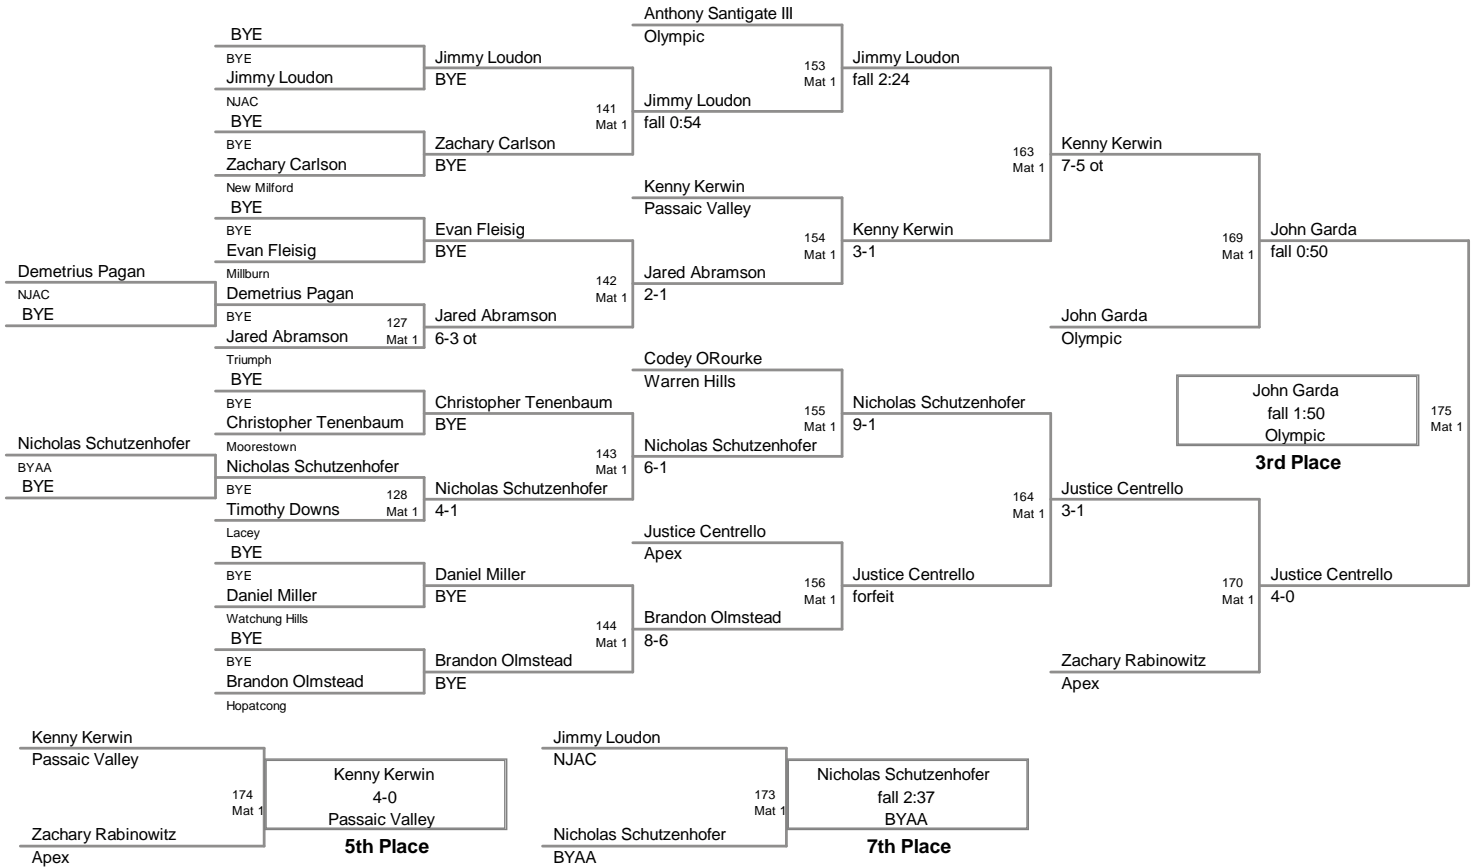 Demetrius Pagan
NJAC
BYE
Nicholas Schutzenhofer
BYAA
BYE
BYE
BYE
Jimmy Loudon
NJAC
BYE
BYE
Zachary Carlson
New Milford
BYE
BYE
Evan Fleisig
Millburn
Demetrius Pagan
BYE
Jared Abramson
Triumph
127
Mat 1
BYE
BYE
Christopher Tenenbaum
Moorestown
Nicholas Schutzenhofer
BYE
Timothy Downs
Lacey
128
Mat 1
BYE
BYE
Daniel Miller
Watchung Hills
BYE
BYE
Brandon Olmstead
Hopatcong
Jimmy Loudon
BYE
141
Mat 1
Zachary Carlson
BYE
Evan Fleisig
BYE
142
Mat 1
Jared Abramson
6-3 ot
Christopher Tenenbaum
BYE
143
Mat 1
Nicholas Schutzenhofer
4-1
Daniel Miller
BYE
144
Mat 1
Brandon Olmstead
BYE
Anthony Santigate III
Olympic
153
Mat 1
Jimmy Loudon
fall 0:54
Kenny Kerwin
Passaic Valley
154
Mat 1
Jared Abramson
2-1
Codey ORourke
Warren Hills
155
Mat 1
Nicholas Schutzenhofer
6-1
Justice Centrello
Apex
156
Mat 1
Brandon Olmstead
8-6
Jimmy Loudon
fall 2:24
163
Mat 1
Kenny Kerwin
3-1
Nicholas Schutzenhofer
9-1
164
Mat 1
Justice Centrello
forfeit
Kenny Kerwin
7-5 ot
169
Mat 1
John Garda
Olympic
Justice Centrello
3-1
170
Mat 1
Zachary Rabinowitz
Apex
John Garda
fall 0:50
John Garda
fall 1:50
Olympic
3rd Place
175
Mat 1
Justice Centrello
4-0
Kenny Kerwin
Passaic Valley
174
Mat 1
Zachary Rabinowitz
Apex
Kenny Kerwin
4-0
Passaic Valley
5th Place
Jimmy Loudon
NJAC
173
Mat 1
Nicholas Schutzenhofer
BYAA
Nicholas Schutzenhofer
fall 2:37
BYAA
7th Place